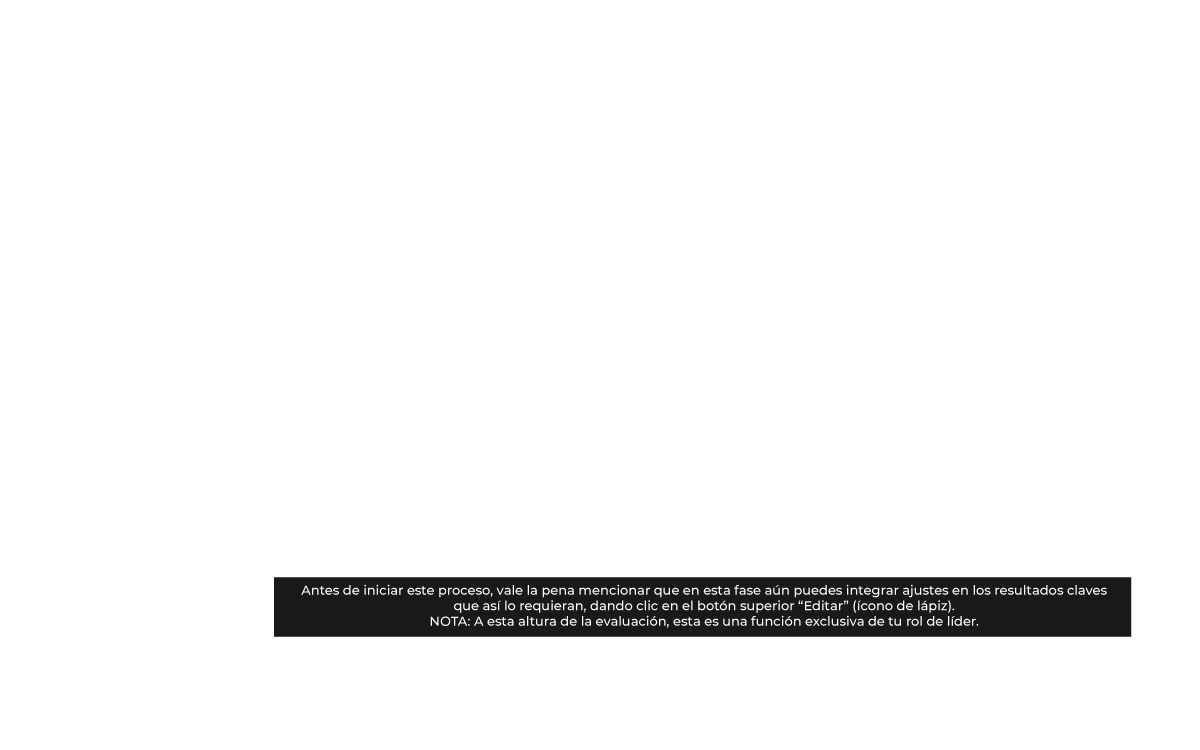 Antes de iniciar este proceso, vale la pena mencionar que en esta fase aún puedes integrar ajustes en los resultados claves
que así lo requieran, dando clic en el botón superior “Editar” (ícono de lápiz).
NOTA: A esta altura de la evaluación, esta es una función exclusiva de tu rol de líder.